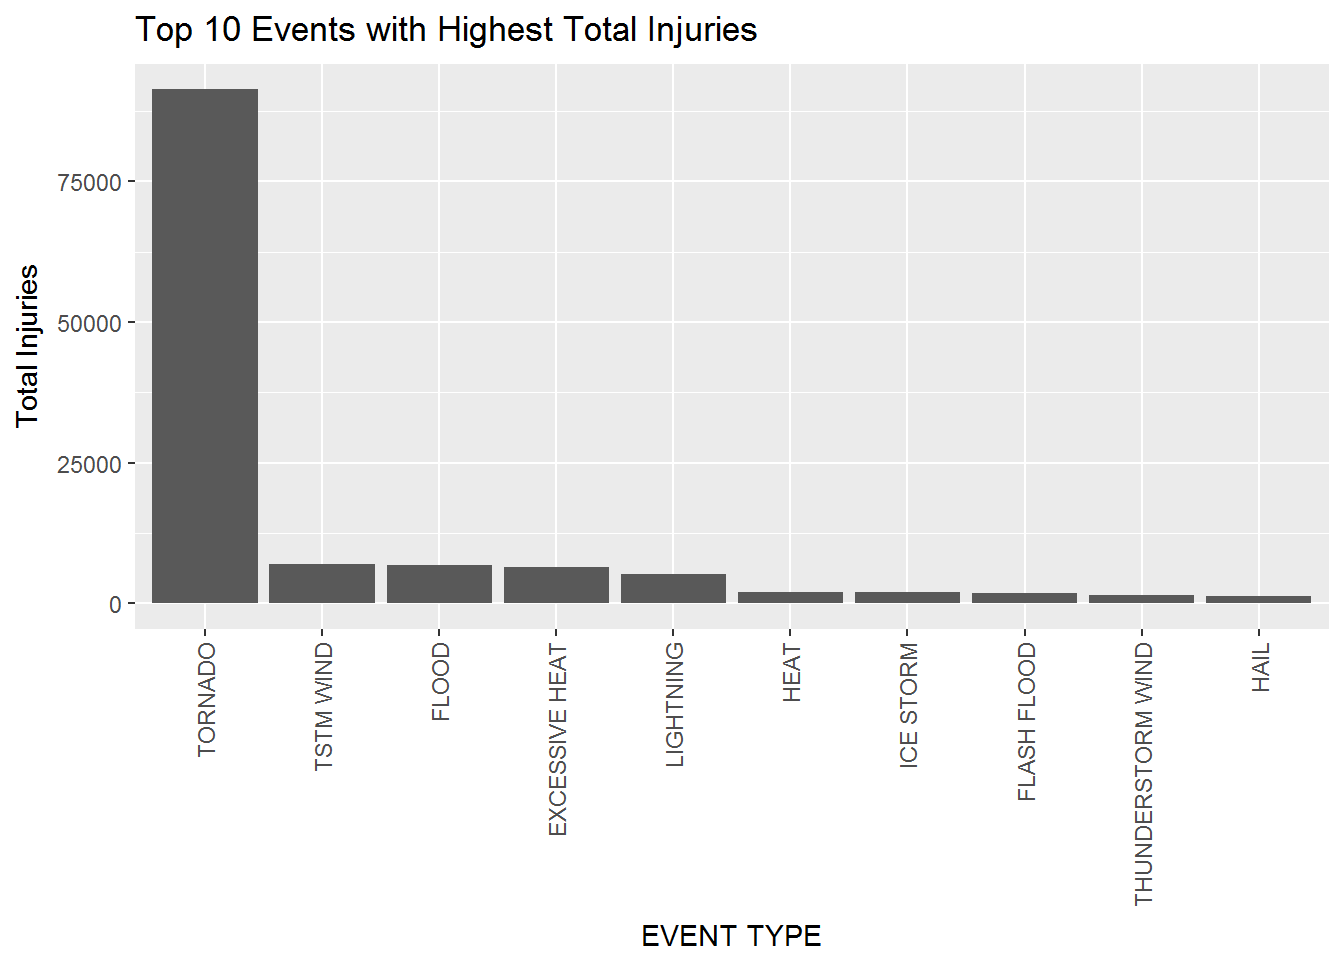 Top 10 Events with Highest Total Injuries
Total Injuries
75000
50000
25000
0
TORNADO
TSTM WIND
FLOOD
EXCESSIVE HEAT
LIGHTNING
HEAT
ICE STORM
FLASH FLOOD
THUNDERSTORM WIND
HAIL
EVENT TYPE